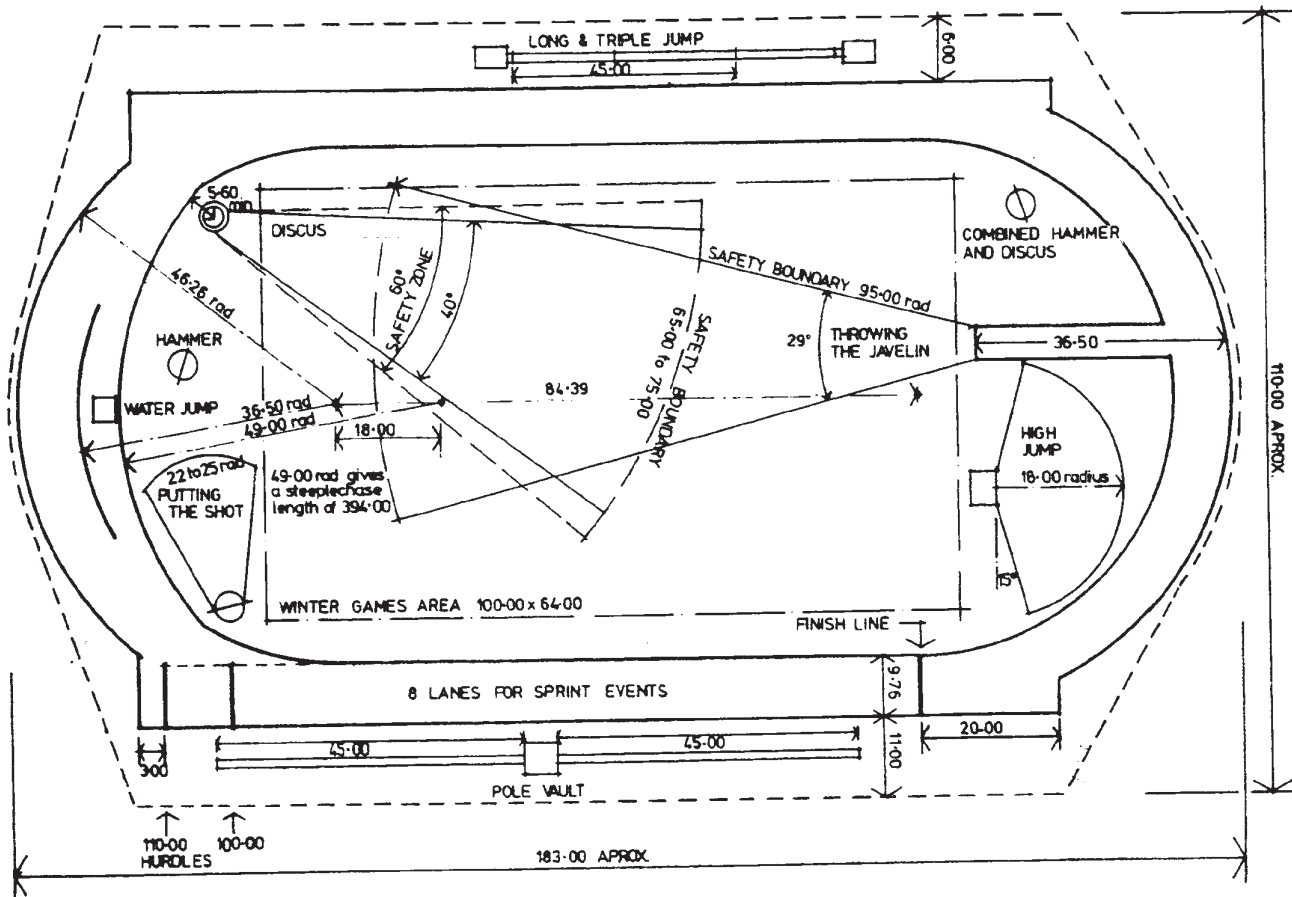 LONG & TRIPLE JUMP
45·00
6·00
5·60
min
DISCUS
60°
SAFETY ZONE
40°
SAFETY BOUNDARY 95·00 rad
SAFETY BOUNDARY
65·00 to 75·00
COMBINED HAMMER
AND DISCUS
46·26 rad
HAMMER
29°
THROWING
THE JAVELIN
36·50
84·39
WATER JUMP
36·50 rad
49·00 rad
18·00
HIGH
JUMP
18·00 radius
15°
22 to 25 rad
PUTTING
THE SHOT
49·00 rad gives
a steeplechase
length of 394·00
WINTER GAMES AREA 100·00 x 64·00
FINISH LINE
110·00 APROX.
8 LANES FOR SPRINT EVENTS
9·76
20·00
3·00
45·00
45·00
11·00
POLE VAULT
110·00
HURDLES
100·00
183·00 APROX.